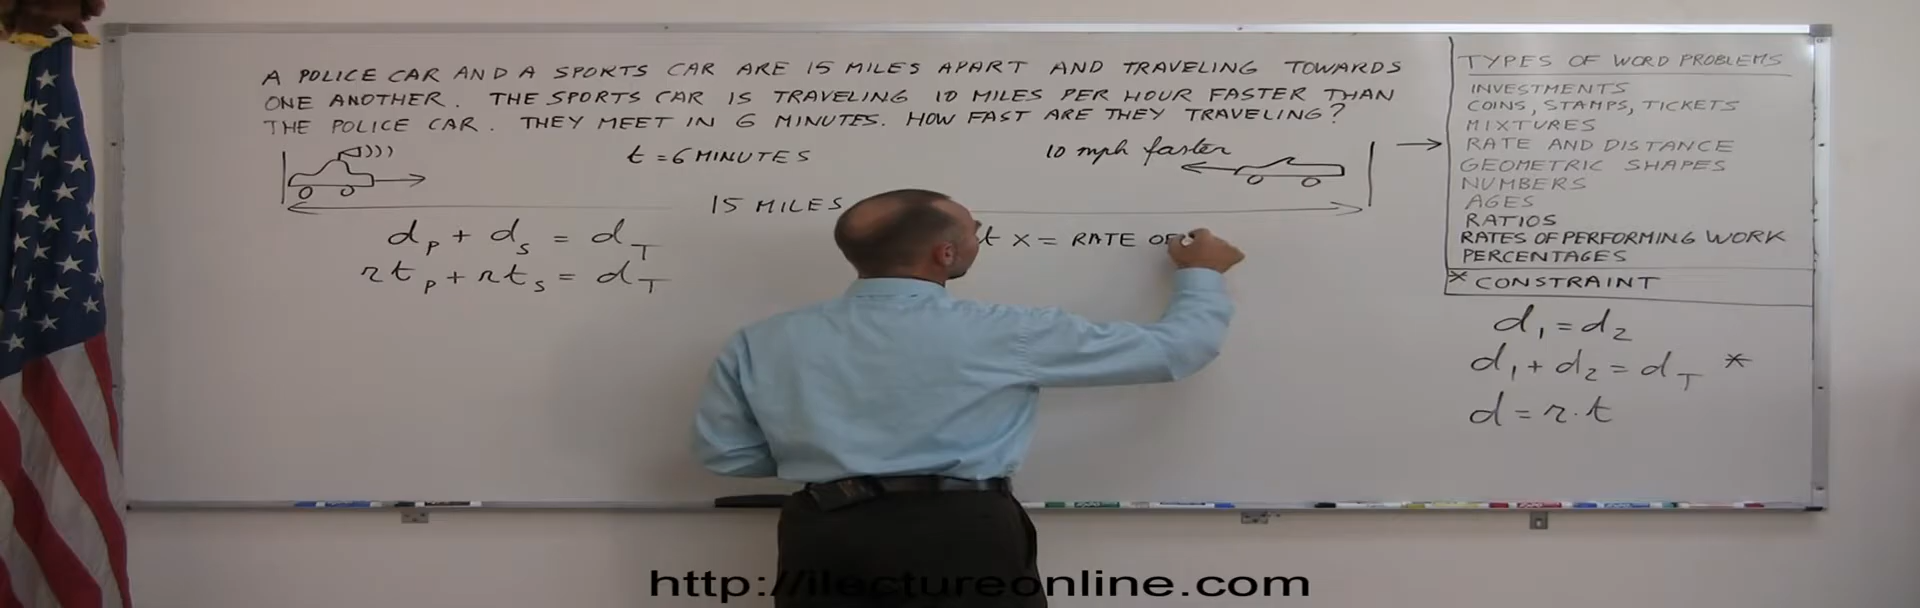 A POLICE CAR AND A SPORTS CAR ARE 15 MILES APART AND TRAVELING TOWARDS
ONE ANOTHER. THE SPORTS CAR IS TRAVELING 10 MILES PER HOUR FASTER THAN
THE POLICE CAR. THEY MEET IN 6 MINUTES. HOW FAST ARE THEY TRAVELING?
t = 6 MINUTES
10 mph faster
15 MILES
d_P + d_S = d_T
rt_P + rt_S = d_T
t x = RATE OF
TYPES OF WORD PROBLEMS
INVESTMENTS
COINS, STAMPS, TICKETS
MIXTURES
RATE AND DISTANCE
GEOMETRIC SHAPES
NUMBERS
AGES
RATIOS
RATES OF PERFORMING WORK
PERCENTAGES
* CONSTRAINT
d_1 = d_2
d_1 + d_2 = d_T *
d = r·t
http://ilectureonline.com